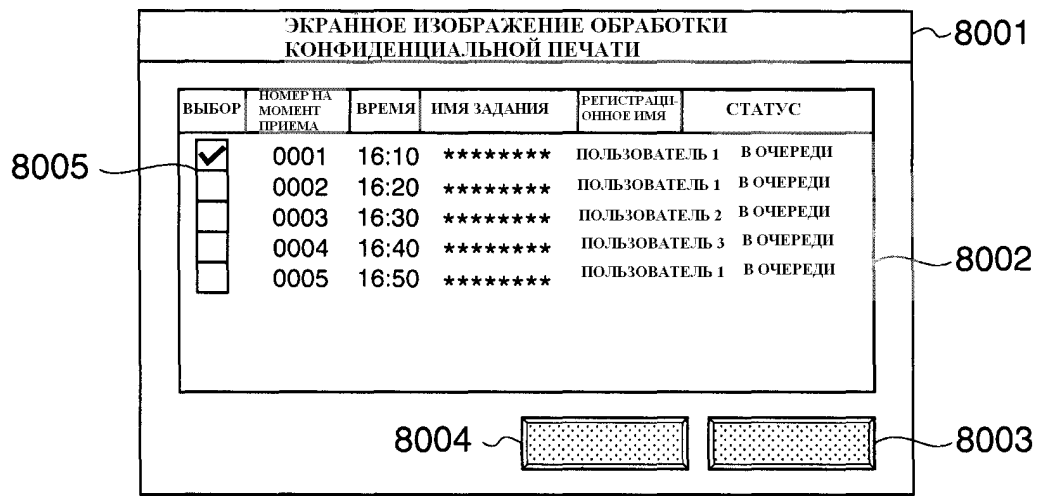 ЭКРАННОЕ ИЗОБРАЖЕНИЕ ОБРАБОТКИ
КОНФИДЕНЦИАЛЬНОЙ ПЕЧАТИ
8001
ВЫБОР НОМЕР НА МОМЕНТ ПРИЕМА ВРЕМЯ ИМЯ ЗАДАНИЯ РЕГИСТРАЦИ-ОННОЕ ИМЯ СТАТУС
0001 16:10 ******** ПОЛЬЗОВАТЕЛЬ 1 В ОЧЕРЕДИ
8005
0002 16:20 ******** ПОЛЬЗОВАТЕЛЬ 1 В ОЧЕРЕДИ
0003 16:30 ******** ПОЛЬЗОВАТЕЛЬ 2 В ОЧЕРЕДИ
0004 16:40 ******** ПОЛЬЗОВАТЕЛЬ 3 В ОЧЕРЕДИ
8002
0005 16:50 ******** ПОЛЬЗОВАТЕЛЬ 1 В ОЧЕРЕДИ
8004
8003